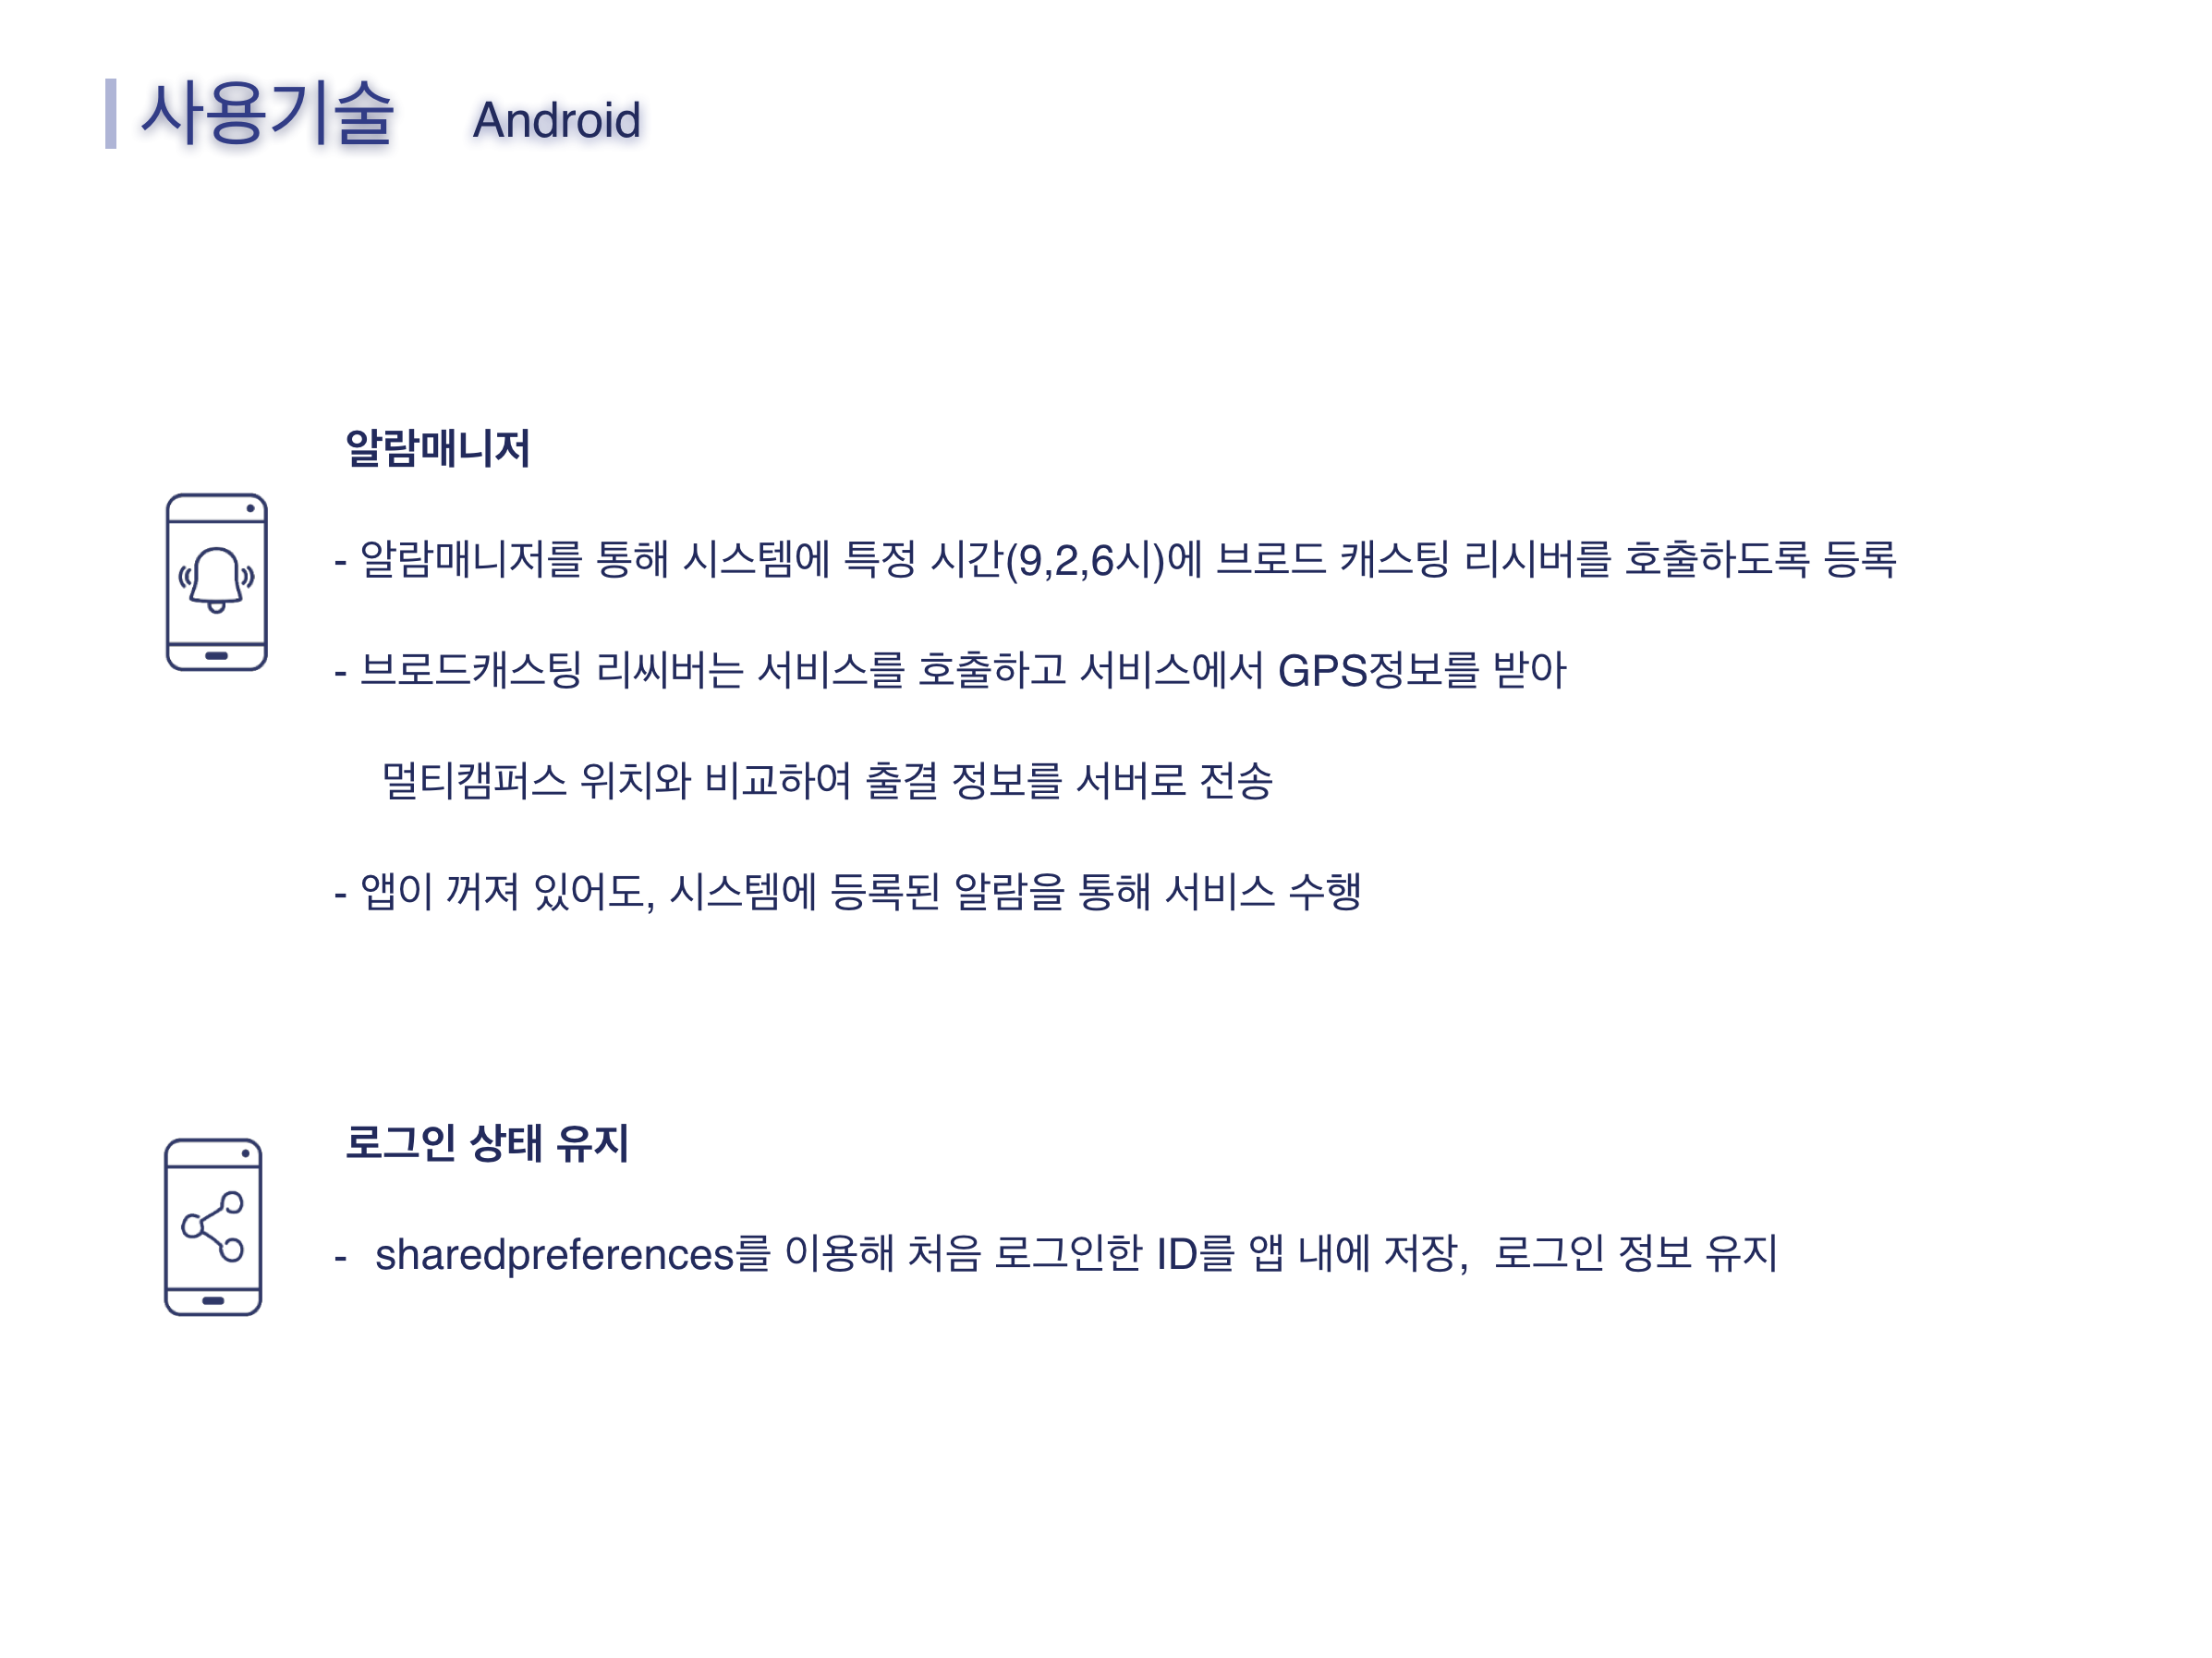 사용기술 Android
알람매니저
- 알람매니저를 통해 시스템에 특정 시간(9,2,6시)에 브로드 캐스팅 리시버를 호출하도록 등록
- 브로드캐스팅 리씨버는 서비스를 호출하고 서비스에서 GPS정보를 받아
멀티캠퍼스 위치와 비교하여 출결 정보를 서버로 전송
- 앱이 꺼져 있어도, 시스템에 등록된 알람을 통해 서비스 수행
로그인 상태 유지
- sharedpreferences를 이용해 처음 로그인한 ID를 앱 내에 저장, 로그인 정보 유지